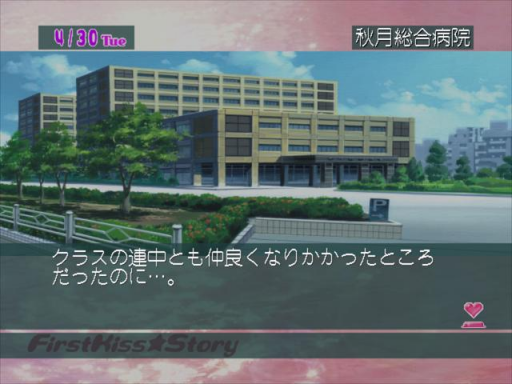 4/30 Tue
秋月総合病院
P
クラスの連中とも仲良くなりかかったところ
だったのに…。
FirstKiss★Story